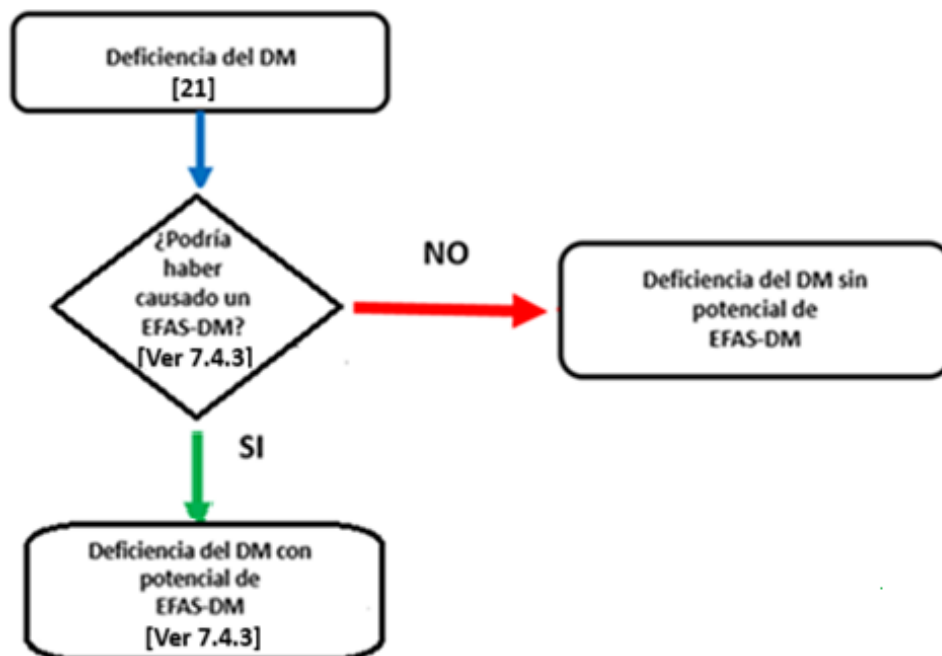 Deficiencia del DM
[21]
¿Podría
haber
causado un
EFAS-DM?
[Ver 7.4.3]
NO
Deficiencia del DM sin
potencial de
EFAS-DM
SI
Deficiencia del DM con
potencial de
EFAS-DM
[Ver 7.4.3]